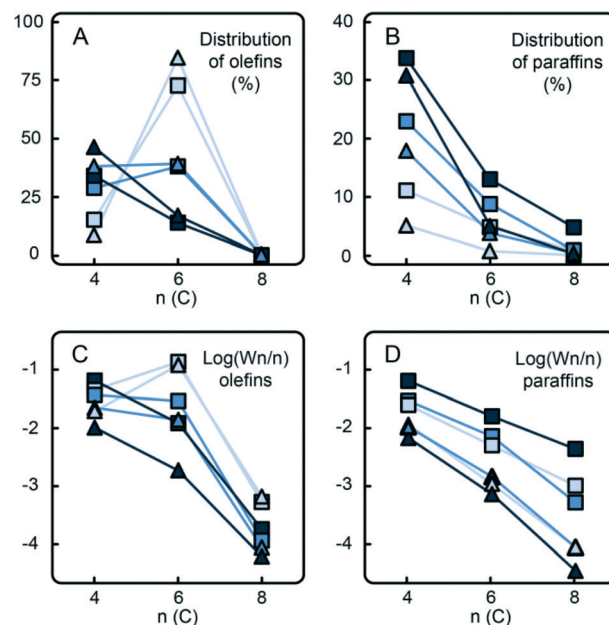 A
Distribution
of olefins
(%)
100
75
50
25
0
4 6 8
n (C)
B
Distribution
of paraffins
(%)
40
30
20
10
0
4 6 8
n (C)
C
Log(Wn/n)
olefins
-1
-2
-3
-4
4 6 8
n (C)
D
Log(Wn/n)
paraffins
-1
-2
-3
-4
4 6 8
n (C)